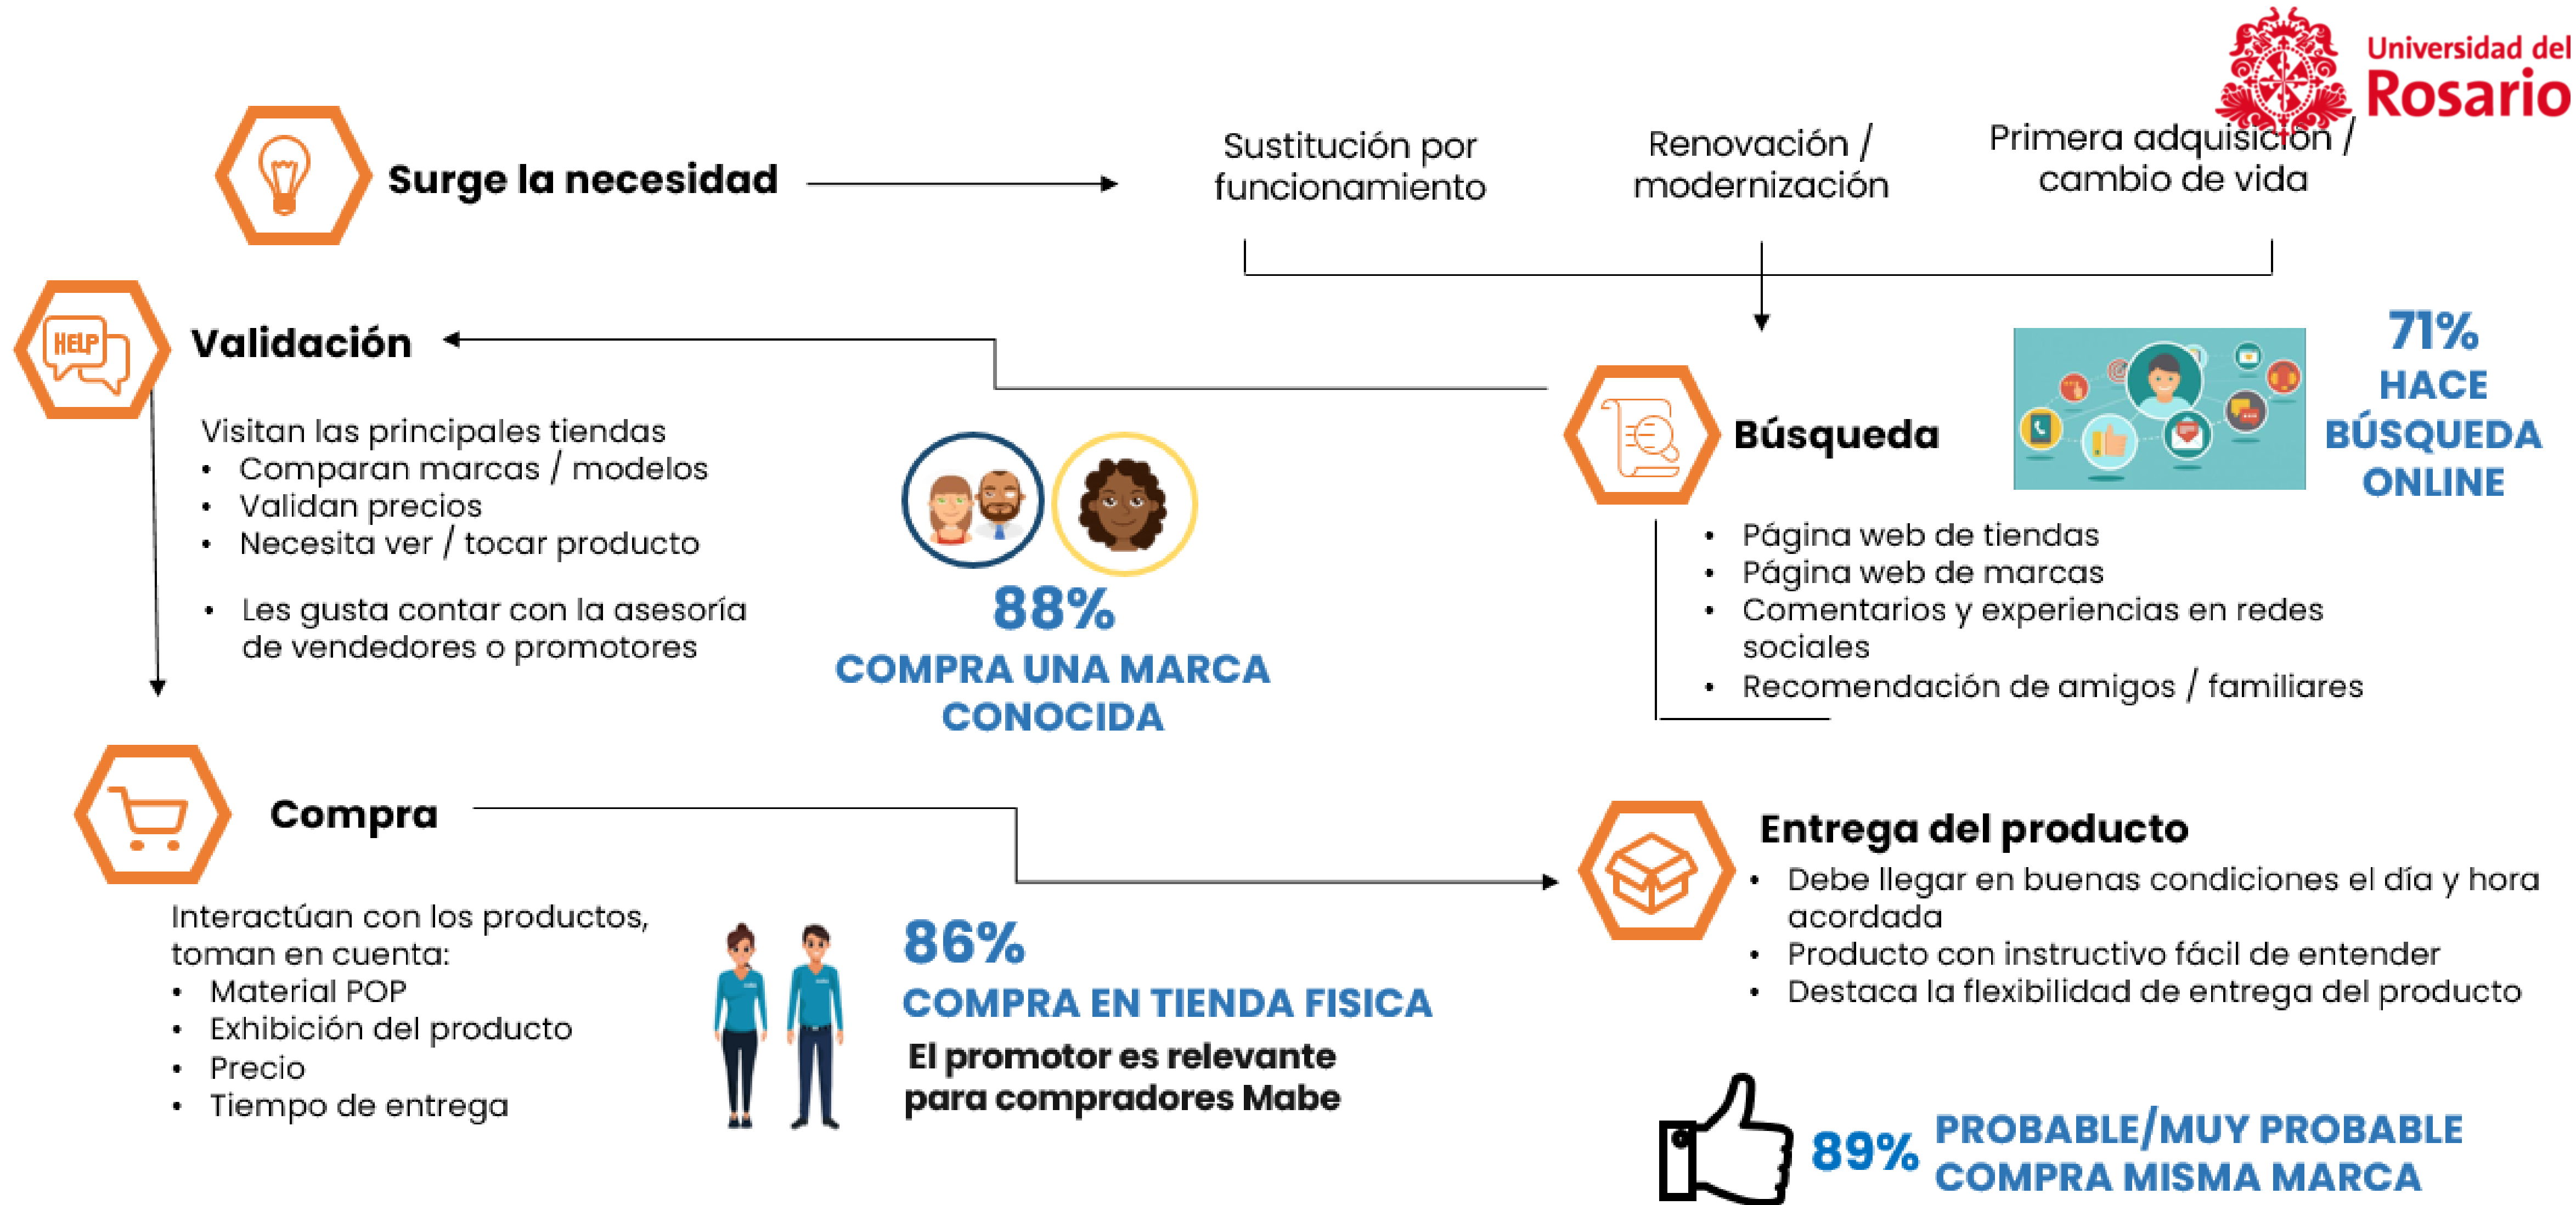 Universidad del
Rosario
Surge la necesidad
Sustitución por
funcionamiento
Renovación /
modernización
Primera adquisición /
cambio de vida
HELP
Validación
Visitan las principales tiendas
• Comparan marcas / modelos
• Validan precios
• Necesita ver / tocar producto
• Les gusta contar con la asesoría
de vendedores o promotores
88%
COMPRA UNA MARCA
CONOCIDA
Búsqueda
71%
HACE
BÚSQUEDA
ONLINE
• Página web de tiendas
• Página web de marcas
• Comentarios y experiencias en redes
sociales
• Recomendación de amigos / familiares
Compra
Interactúan con los productos,
toman en cuenta:
• Material POP
• Exhibición del producto
• Precio
• Tiempo de entrega
86%
COMPRA EN TIENDA FISICA
El promotor es relevante
para compradores Mabe
Entrega del producto
• Debe llegar en buenas condiciones el día y hora
acordada
• Producto con instructivo fácil de entender
• Destaca la flexibilidad de entrega del producto
89%
PROBABLE/MUY PROBABLE
COMPRA MISMA MARCA